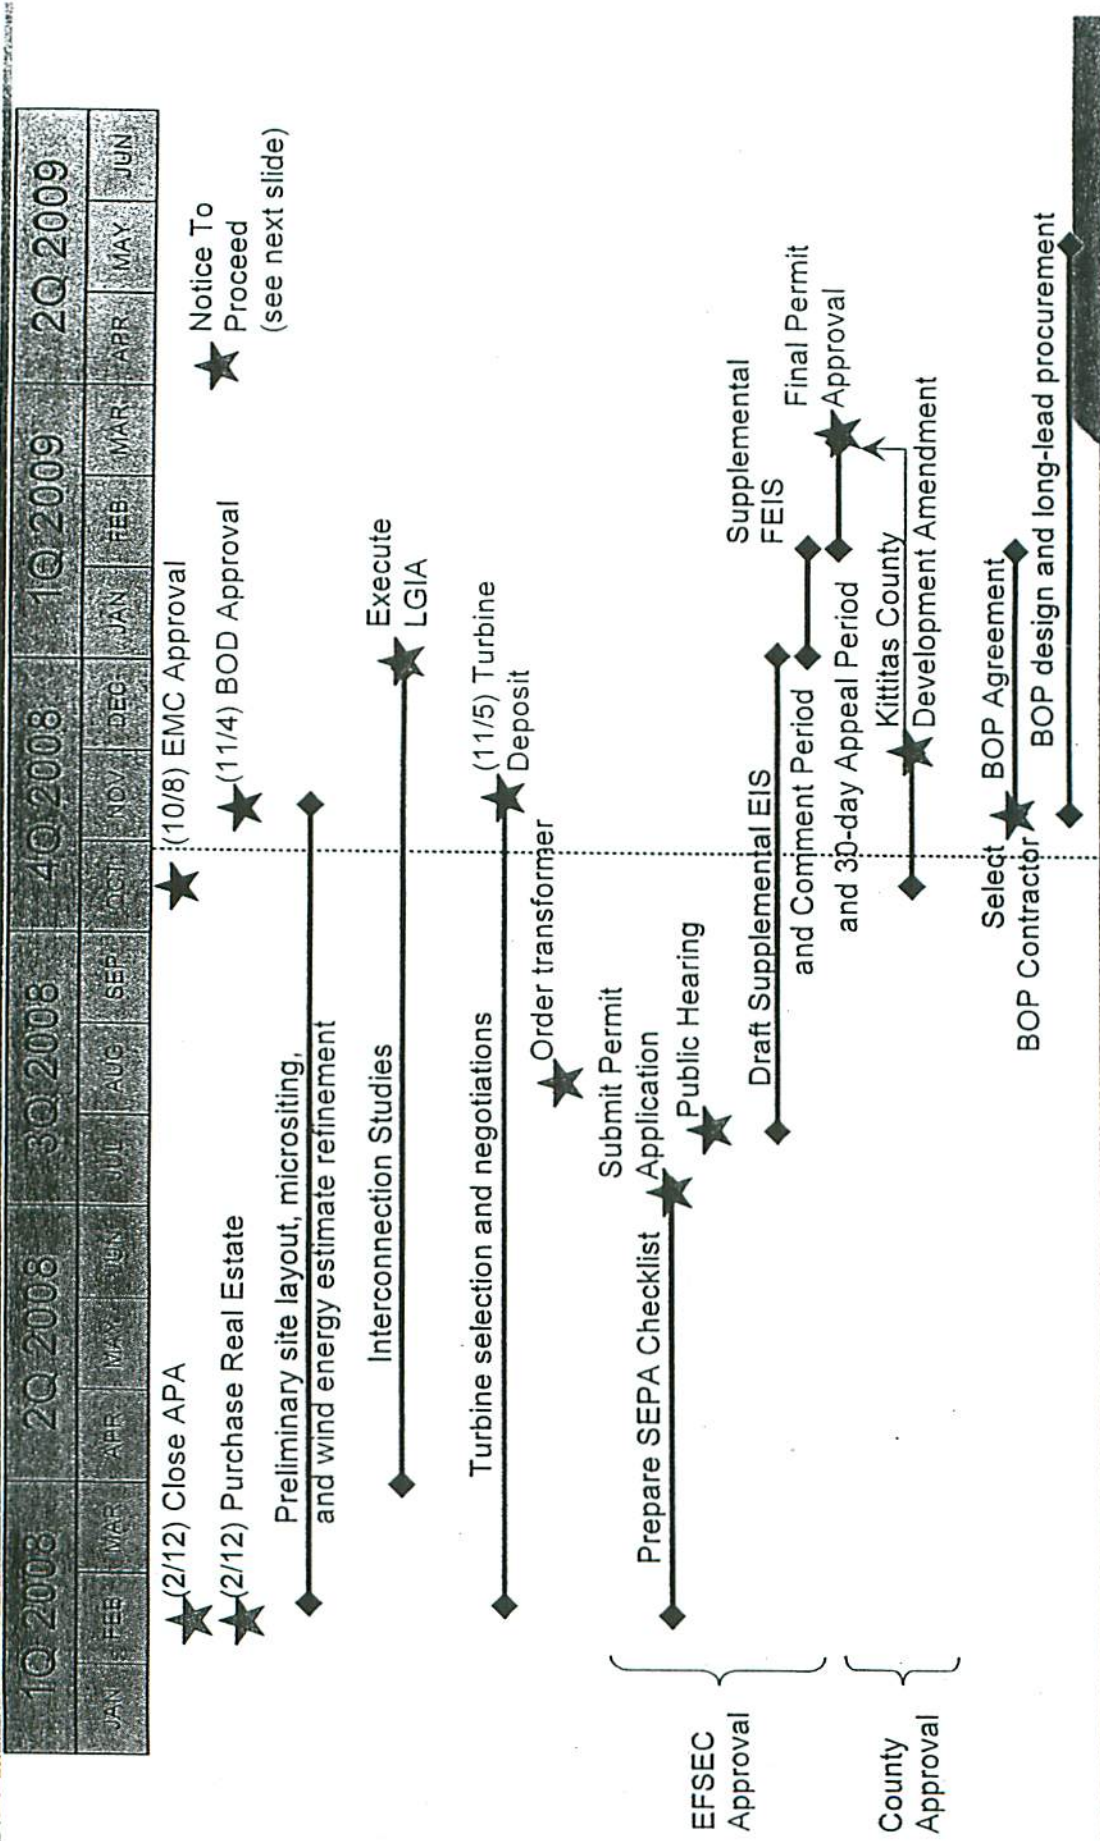 1Q 2008 2Q 2008 3Q 2008 4Q 2008 1Q 2009 2Q 2009
JAN FEB MAR APR MAY JUN JUL AUG SEP OCT NOV DEC JAN FEB MAR APR MAY JUN
(2/12) Close APA
(10/8) EMC Approval
Notice To
Proceed
(see next slide)
(2/12) Purchase Real Estate
(11/4) BOD Approval
Preliminary site layout, micrositing,
and wind energy estimate refinement
Interconnection Studies
Execute
LGIA
Turbine selection and negotiations
(11/5) Turbine
Deposit
Order transformer
EFSEC
Approval
Prepare SEPA Checklist
Submit Permit
Application
Public Hearing
Draft Supplemental EIS
and Comment Period
Supplemental
FEIS
and 30-day Appeal Period
Final Permit
Approval
County
Approval
Kittitas County
Development Amendment
Select
BOP Contractor
BOP Agreement
BOP design and long-lead procurement